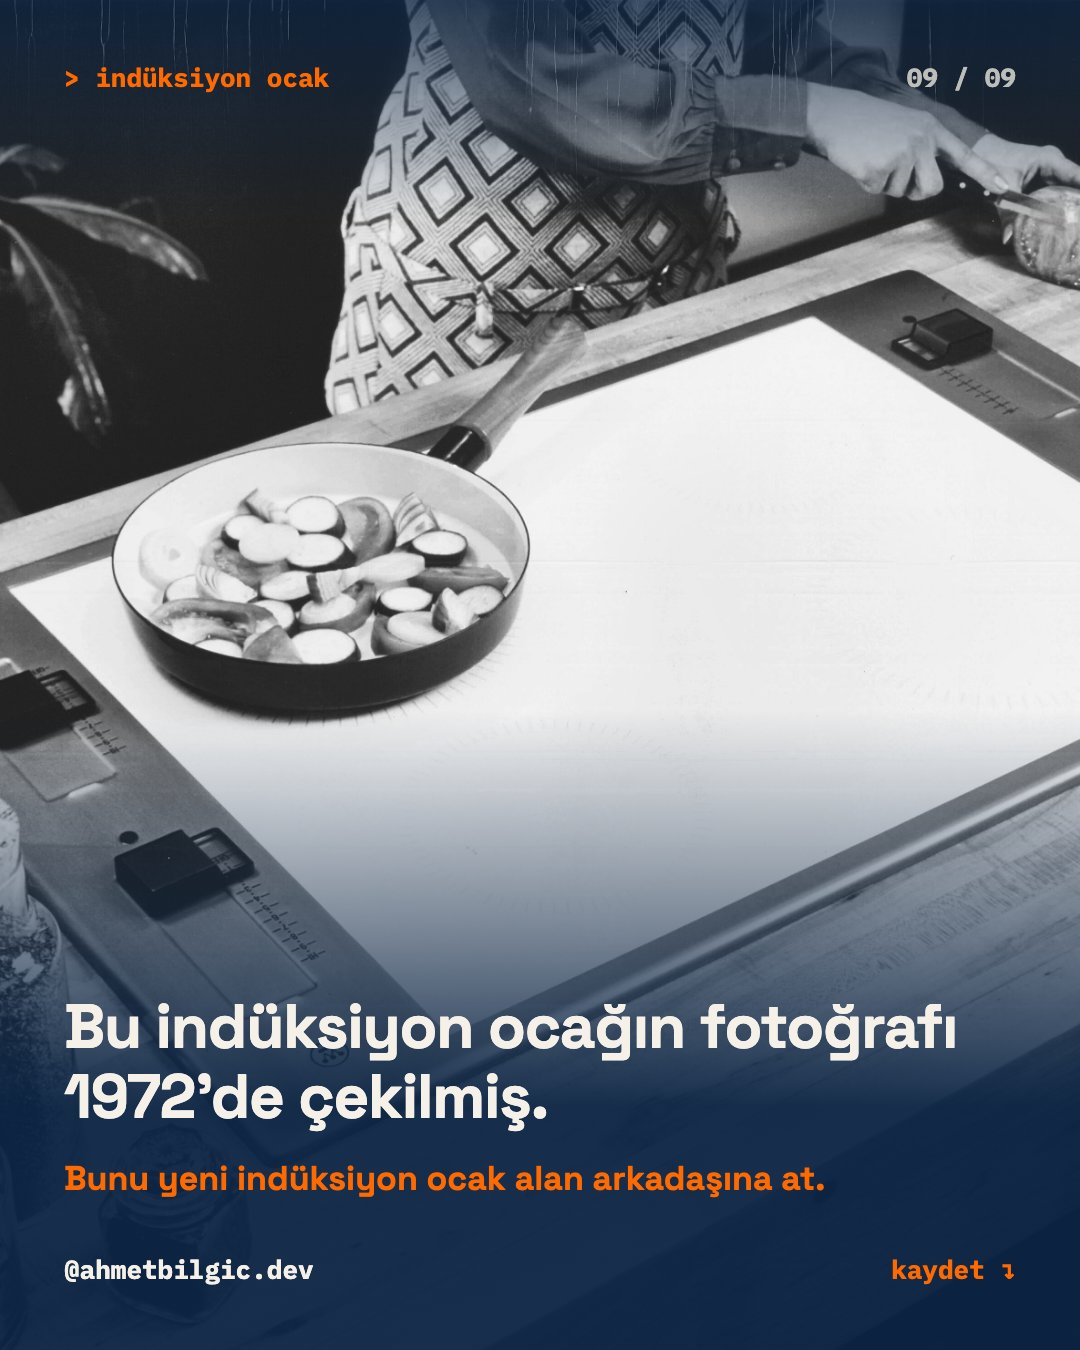 > indüksiyon ocak
09 / 09
Bu indüksiyon ocağın fotoğrafı
1972’de çekilmiş.
Bunu yeni indüksiyon ocak alan arkadaşına at.
@ahmetbilgic.dev
kaydet ↴